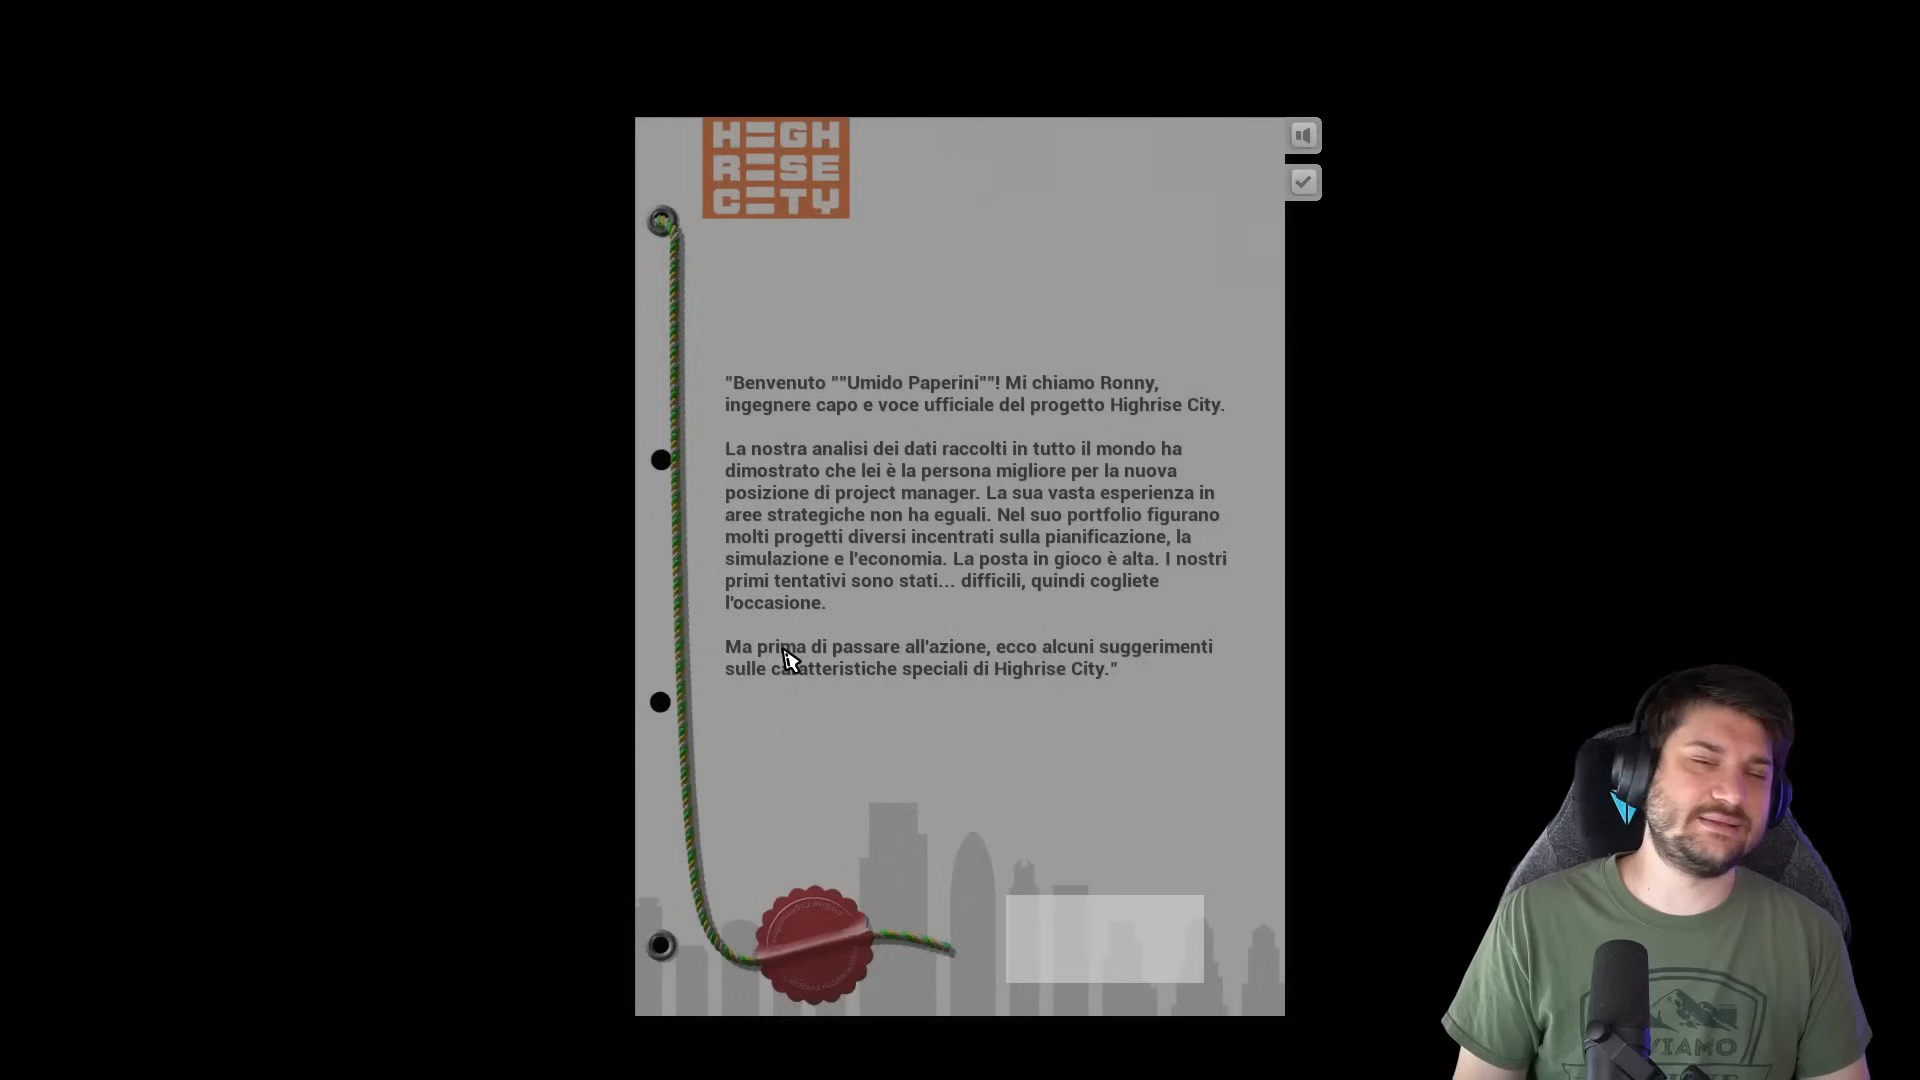 HIGH
RISE
CITY
"Benvenuto ""Umido Paperini""! Mi chiamo Ronny,
ingegnere capo e voce ufficiale del progetto Highrise City.
La nostra analisi dei dati raccolti in tutto il mondo ha
dimostrato che lei è la persona migliore per la nuova
posizione di project manager. La sua vasta esperienza in
aree strategiche non ha eguali. Nel suo portfolio figurano
molti progetti diversi incentrati sulla pianificazione, la
simulazione e l'economia. La posta in gioco è alta. I nostri
primi tentativi sono stati... difficili, quindi cogliete
l'occasione.
Ma prima di passare all'azione, ecco alcuni suggerimenti
sulle caratteristiche speciali di Highrise City."